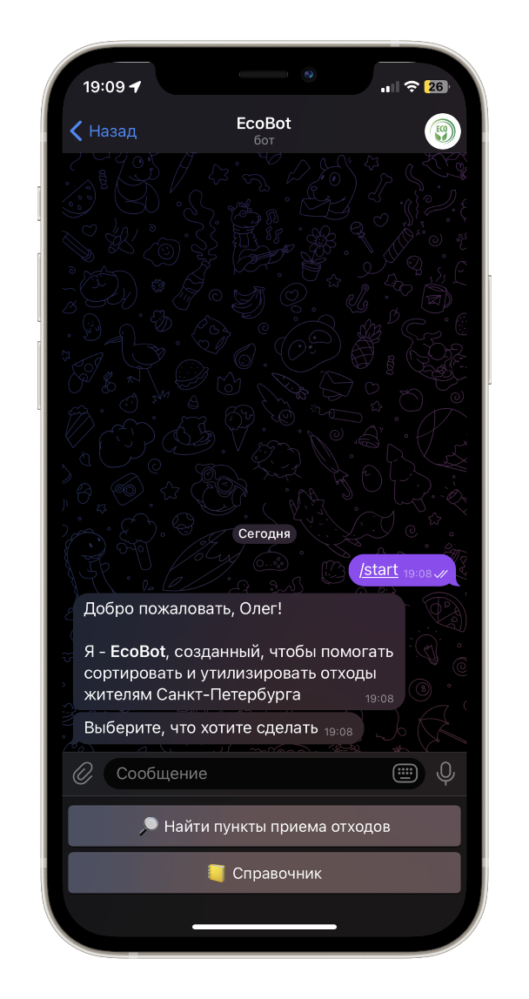 19:09
26
Назад
EcoBot
бот
ECO
Сегодня
/start 19:08
Добро пожаловать, Олег!
Я - EcoBot, созданный, чтобы помогать
сортировать и утилизировать отходы
жителям Санкт-Петербурга 19:08
Выберите, что хотите сделать 19:08
Сообщение
Найти пункты приема отходов
Справочник